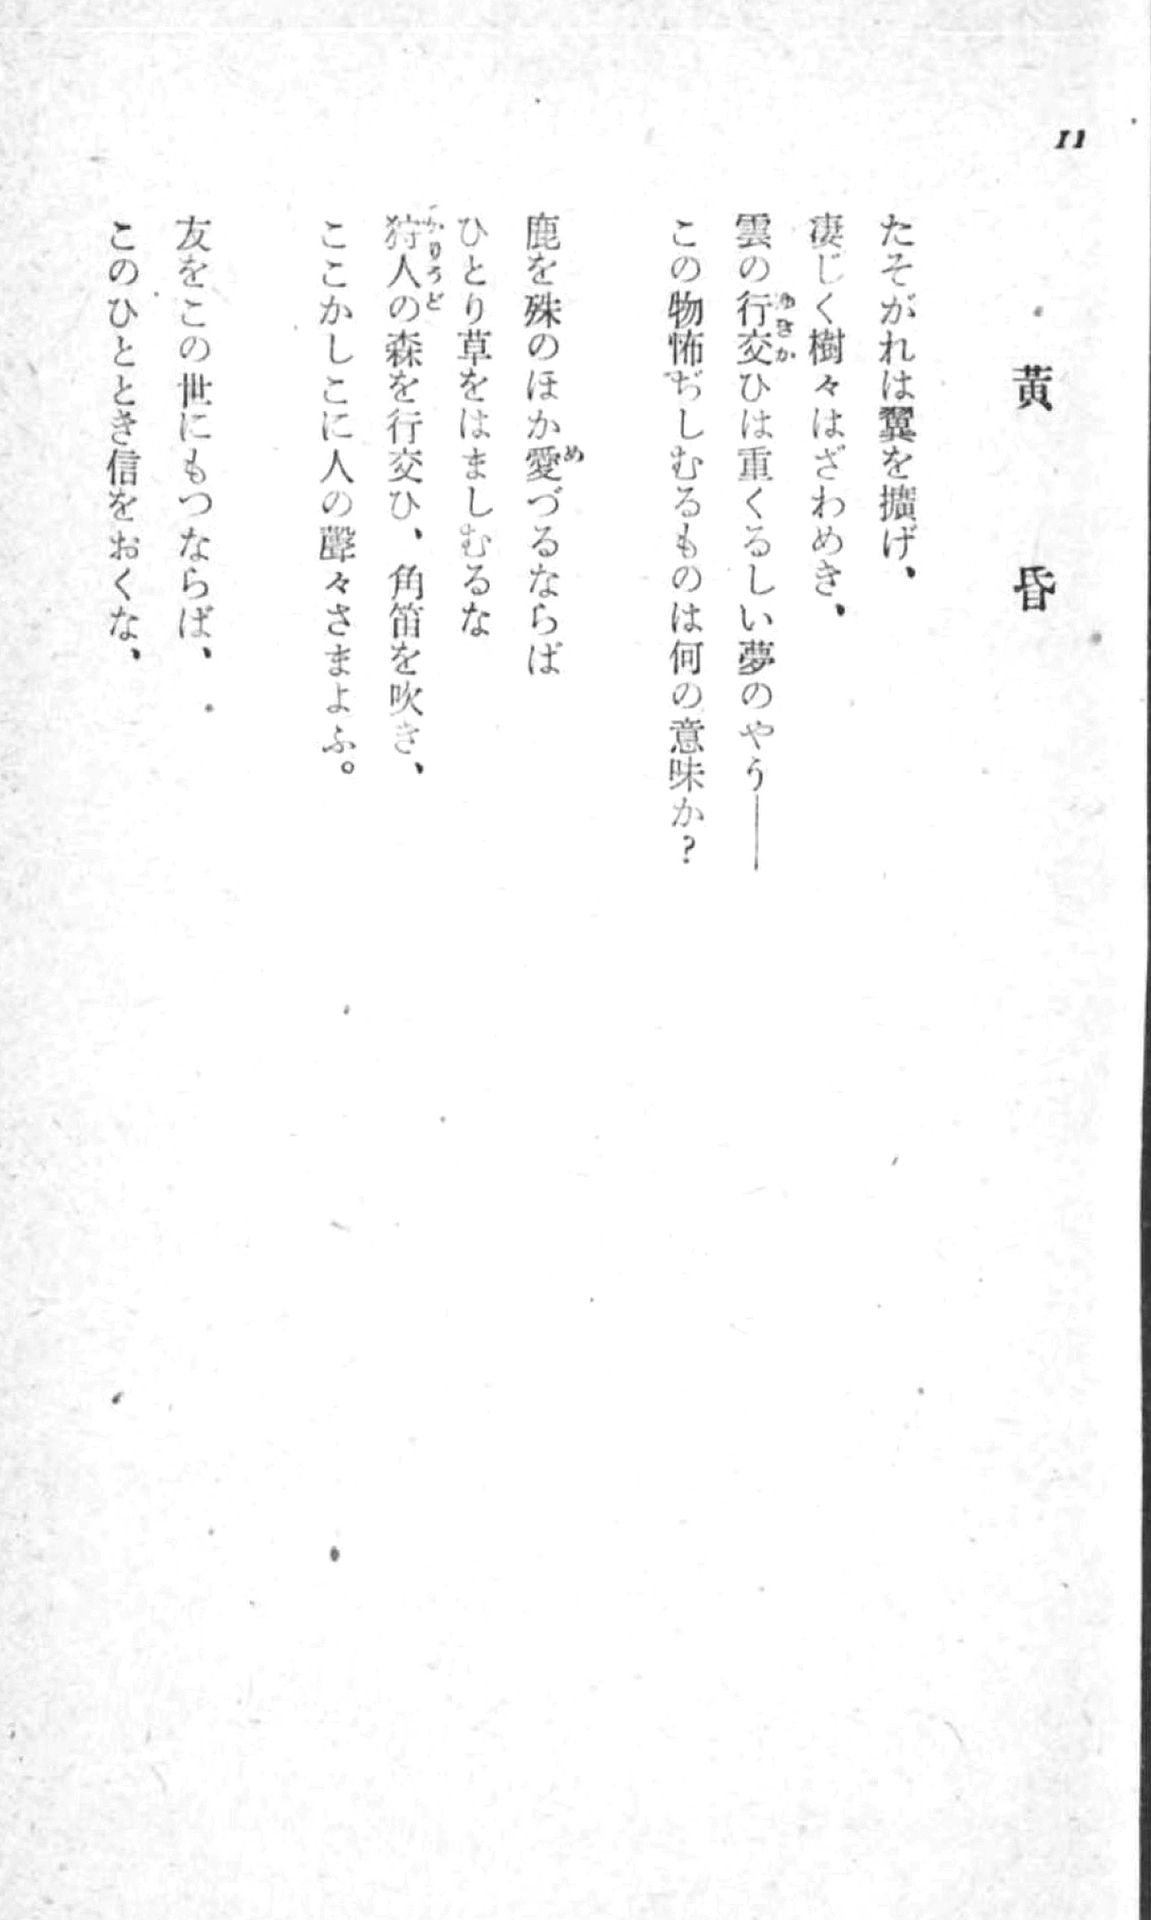 11
黃昏
たそがれは翼を擴げ、
凄じく樹々はざわめき、
雲の行交ひは重くるしい夢のやう――
この物怖ぢしむるものは何の意味か?
鹿を殊のほか愛づるならば
ひとり草をはましむるな
狩人の森を行交ひ、角笛を吹き、
ここかしこに人の聲々さまよふ。
友をこの世にもつならば、
このひととき信をおくな、